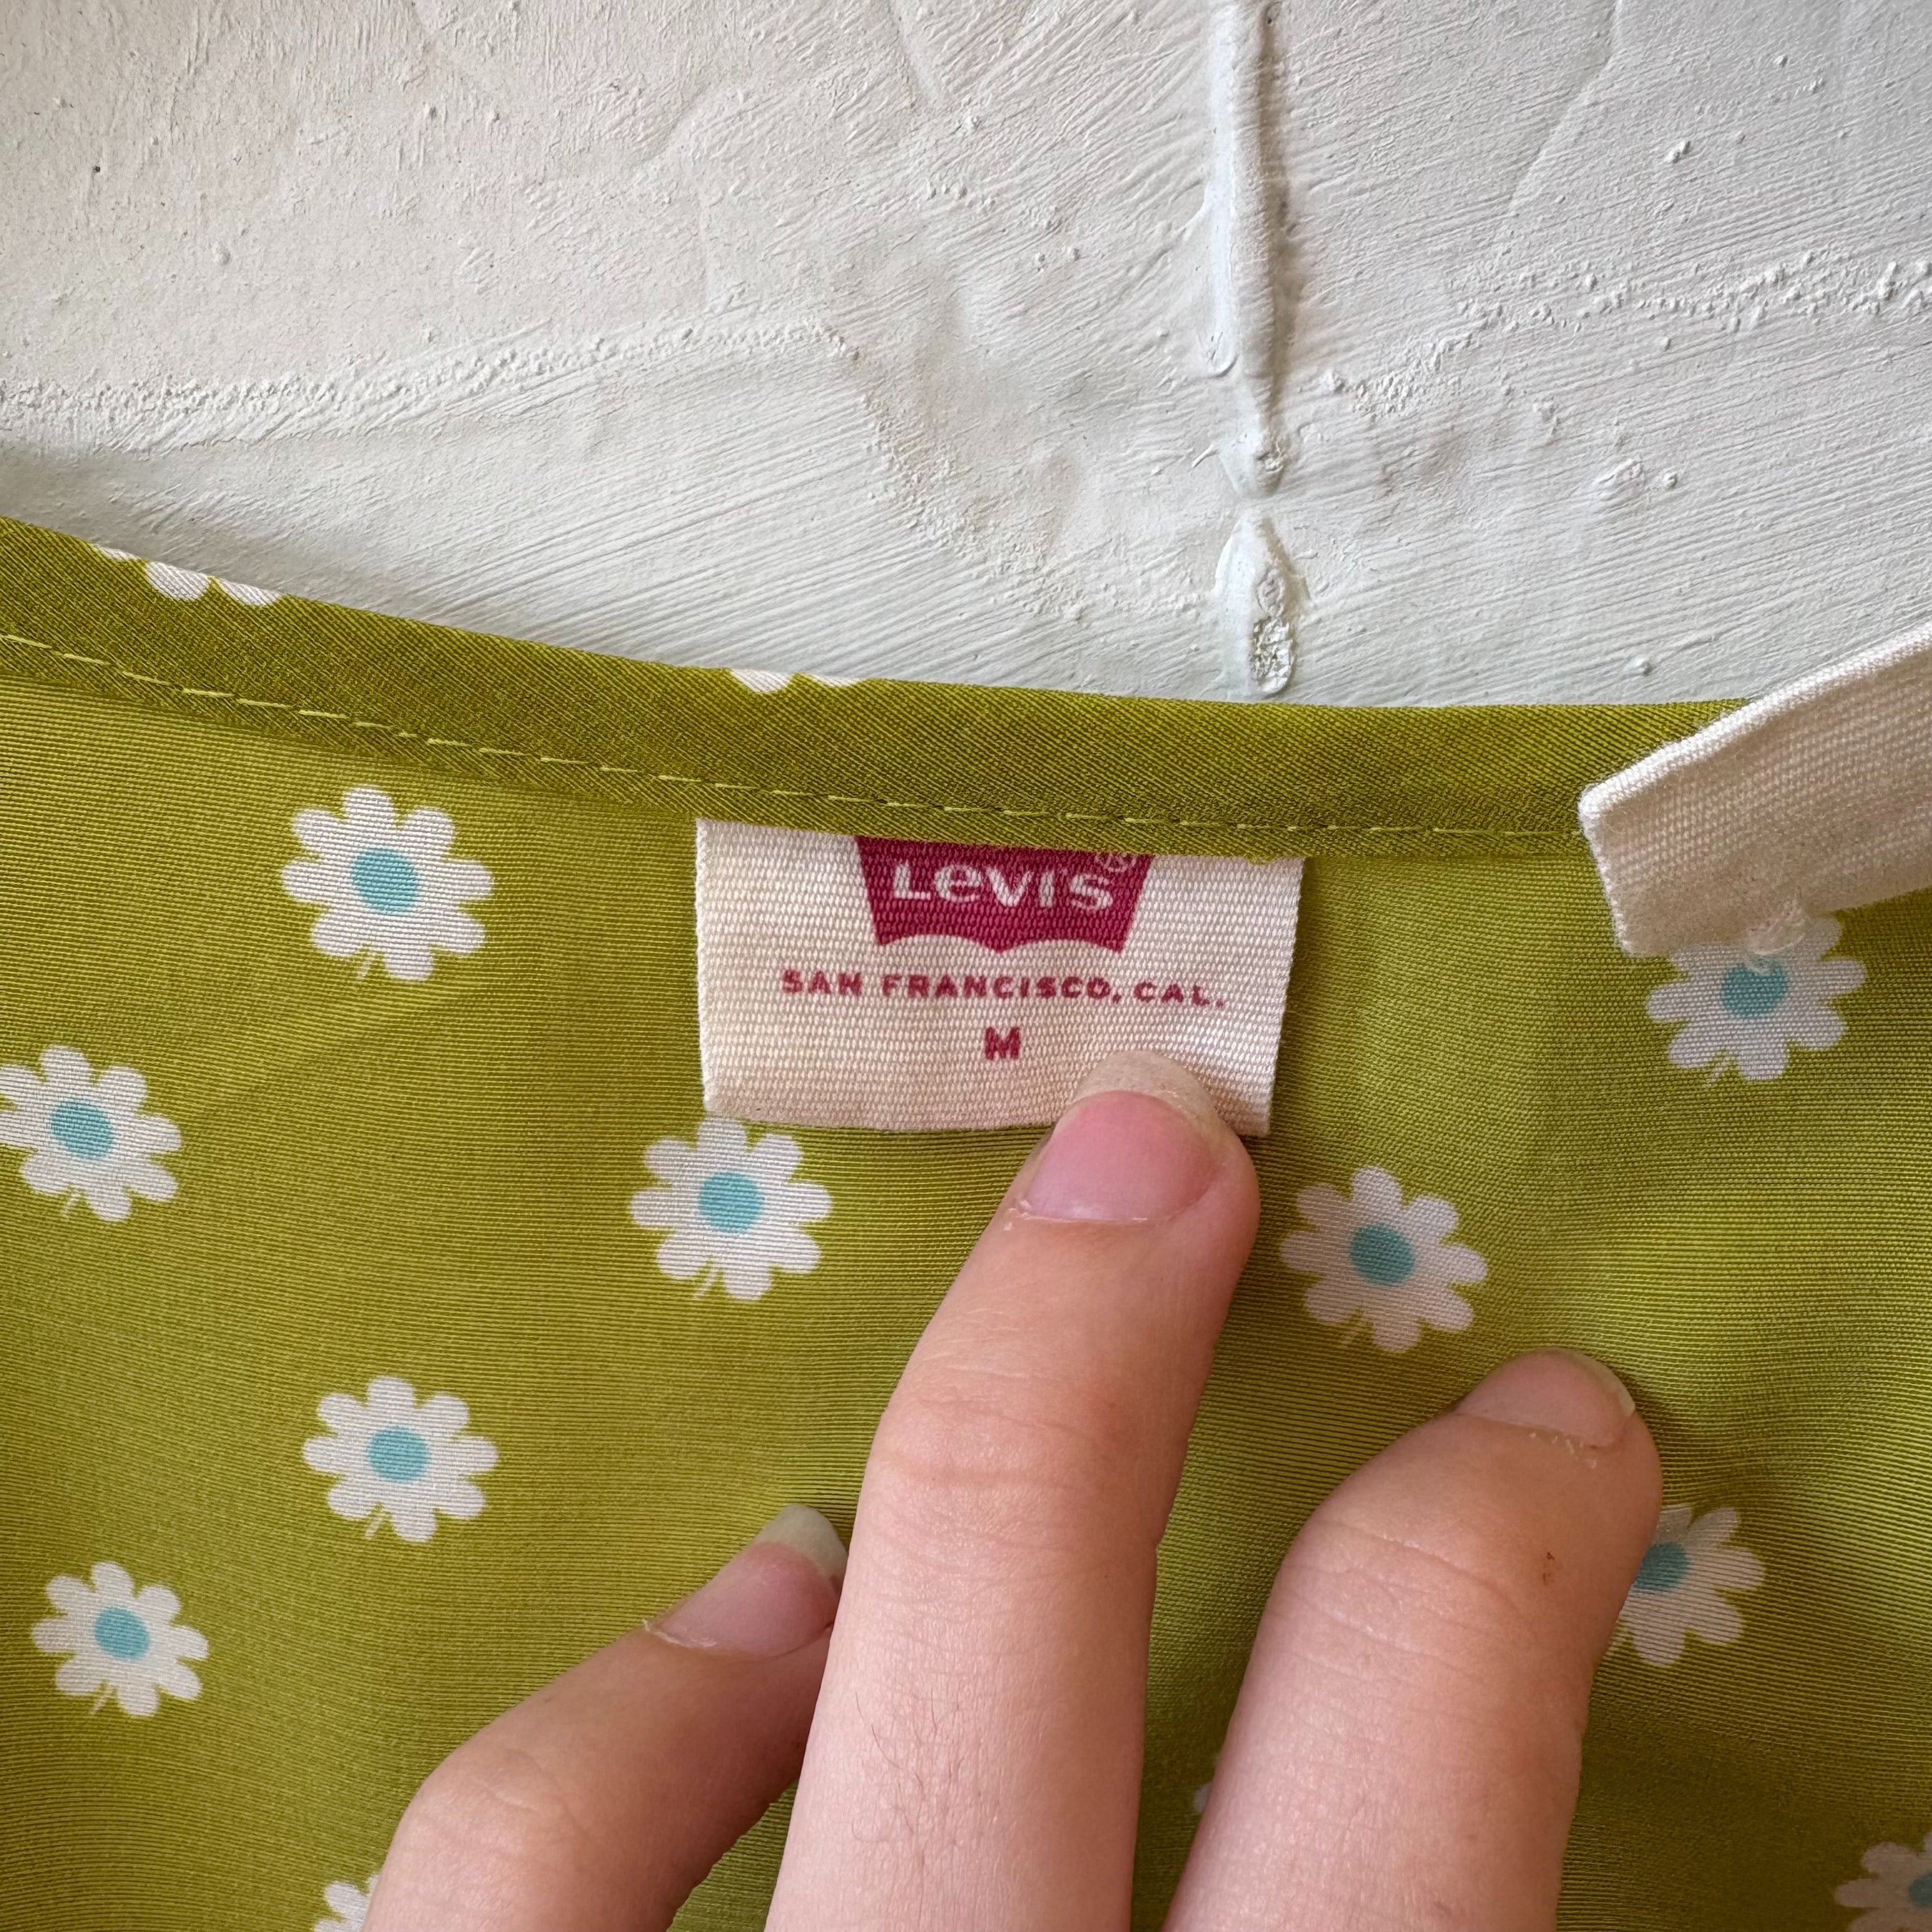 Levi's®
SAN FRANCISCO, CAL.
M